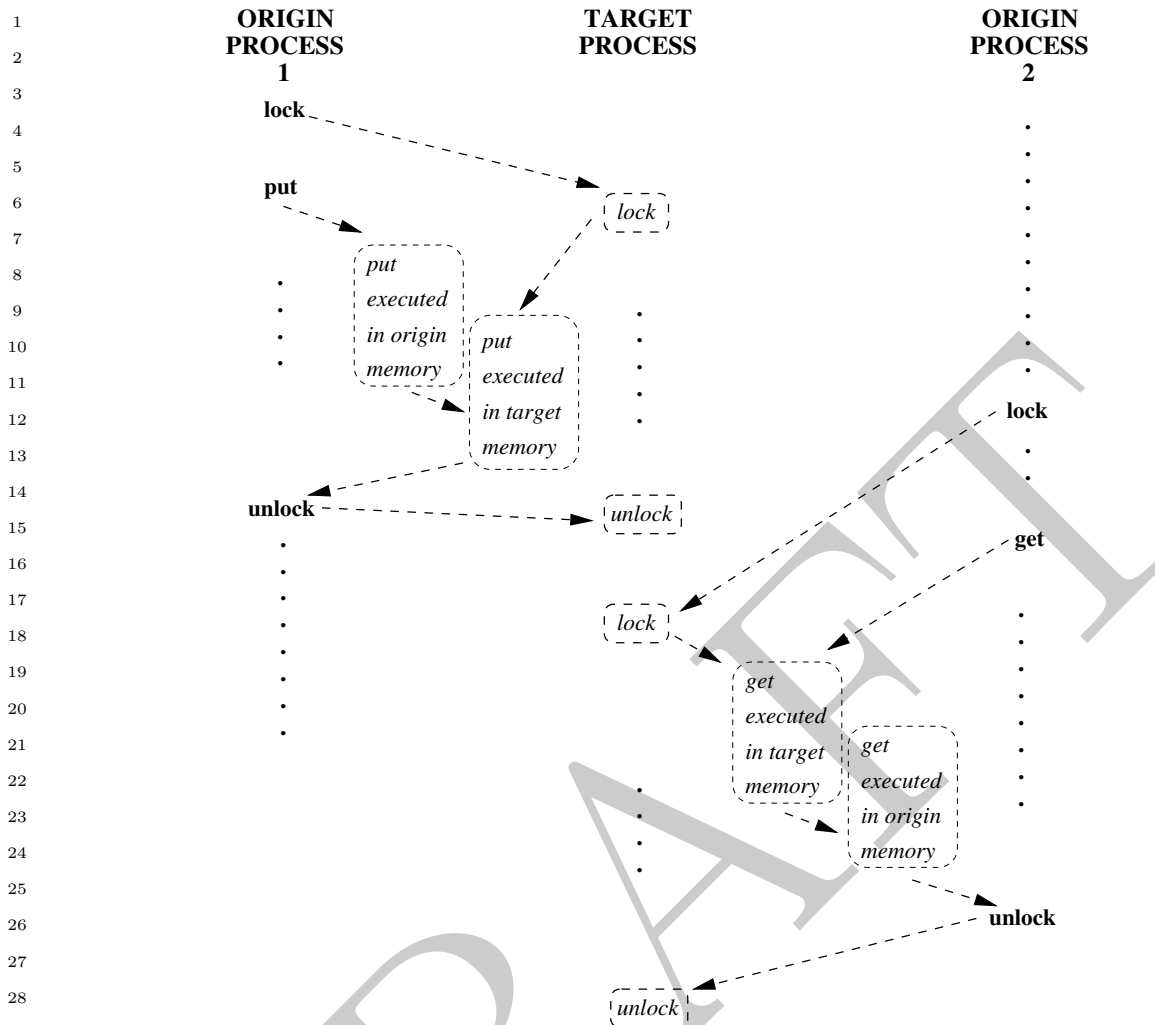 1 ORIGIN TARGET ORIGIN
2 PROCESS PROCESS PROCESS
1 2
3 lock
4
5
put
6 lock
7
8 put
9 executed
10 in origin put
11 memory executed
12 in target lock
13 memory
14 unlock unlock
15
16 get
17
18 lock
19 get
20 executed
21 in target get
22 memory executed
23 in origin
24 memory
25
26 unlock
27
28 unlock
DRAFT